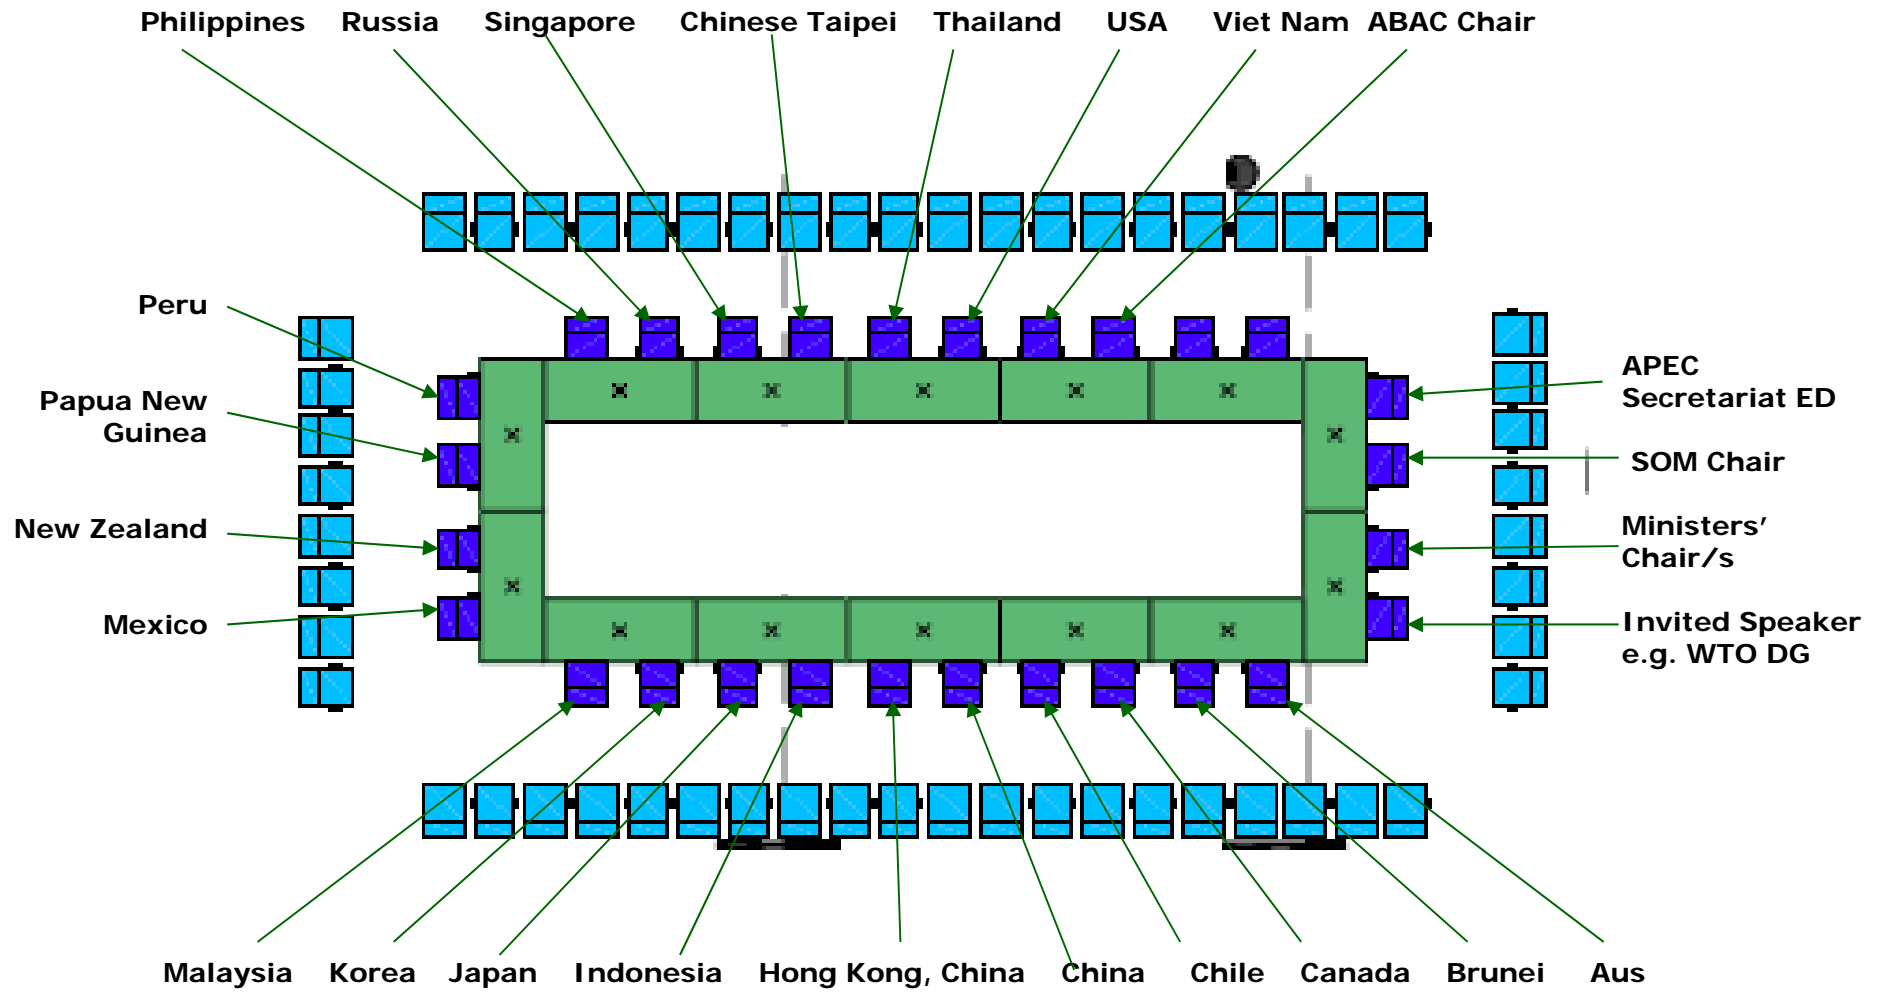 Philippines Russia Singapore Chinese Taipei Thailand USA Viet Nam ABAC Chair
Peru
Papua New
Guinea
New Zealand
Mexico
APEC
Secretariat ED
SOM Chair
Ministers’
Chair/s
Invited Speaker
e.g. WTO DG
Malaysia Korea Japan Indonesia Hong Kong, China China Chile Canada Brunei Aus